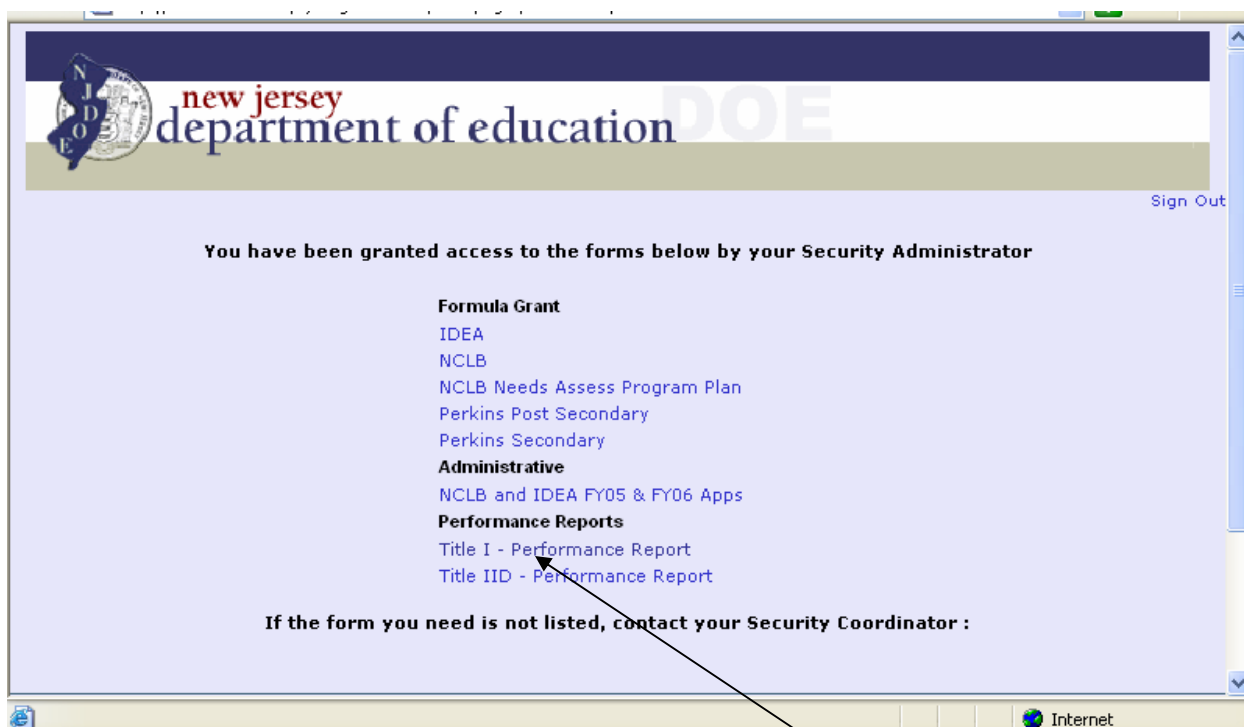 NJDOE
new jersey
department of education DOE
Sign Out
You have been granted access to the forms below by your Security Administrator
Formula Grant
IDEA
NCLB
NCLB Needs Assess Program Plan
Perkins Post Secondary
Perkins Secondary
Administrative
NCLB and IDEA FY05 & FY06 Apps
Performance Reports
Title I - Performance Report
Title IID - Performance Report
If the form you need is not listed, contact your Security Coordinator :
Internet